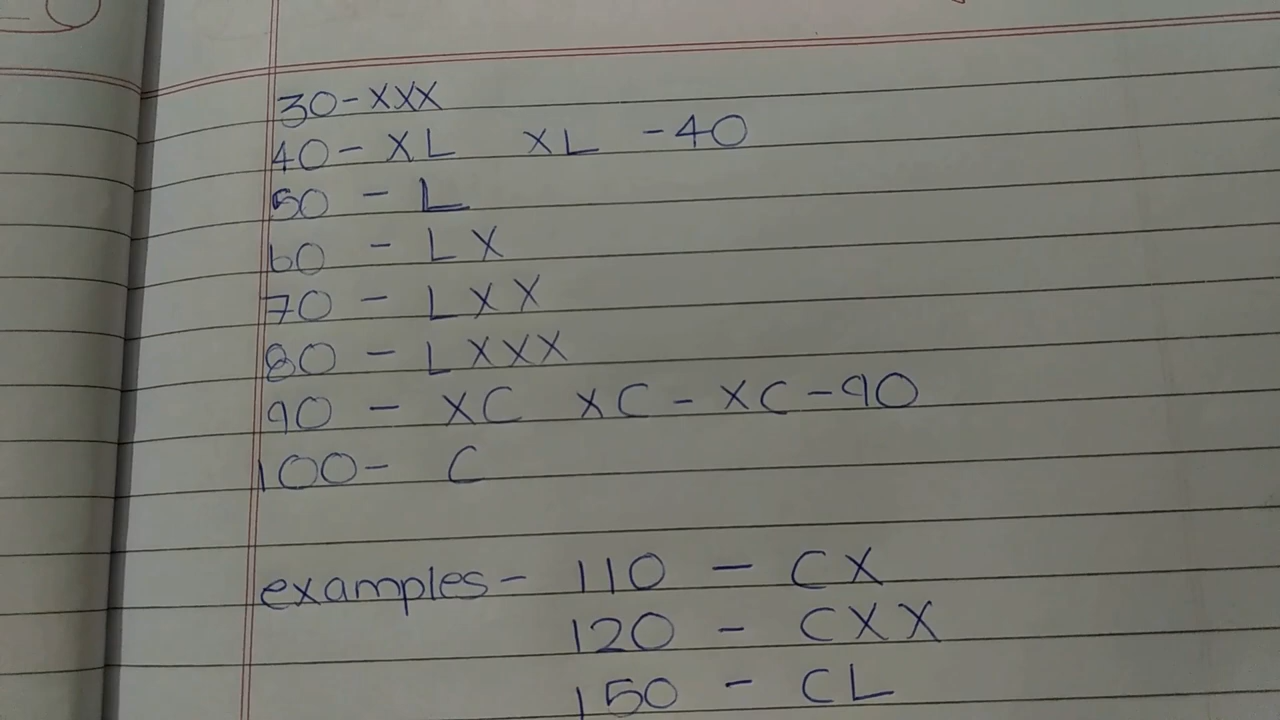 30-XXX
40- XL XL -40
50 - L
60 - LX
70 - LXX
80 - LXXX
90 - XC XC - XC -90
100- C
examples- 110 - CX
120 - CXX
150 - CL